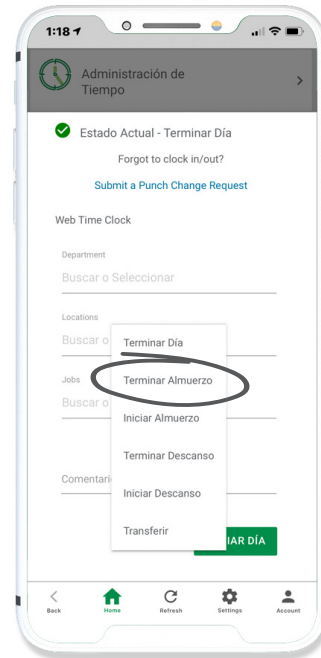 1:18
Administración de
Tiempo
Estado Actual - Terminar Día
Forgot to clock in/out?
Submit a Punch Change Request
Web Time Clock
Department
Buscar o Seleccionar
Locations
Buscar o
Terminar Día
Jobs
Terminar Almuerzo
Buscar o
Iniciar Almuerzo
Terminar Descanso
Comentari
Iniciar Descanso
Transferir
IAR DÍA
Back
Home
Refresh
Settings
Account